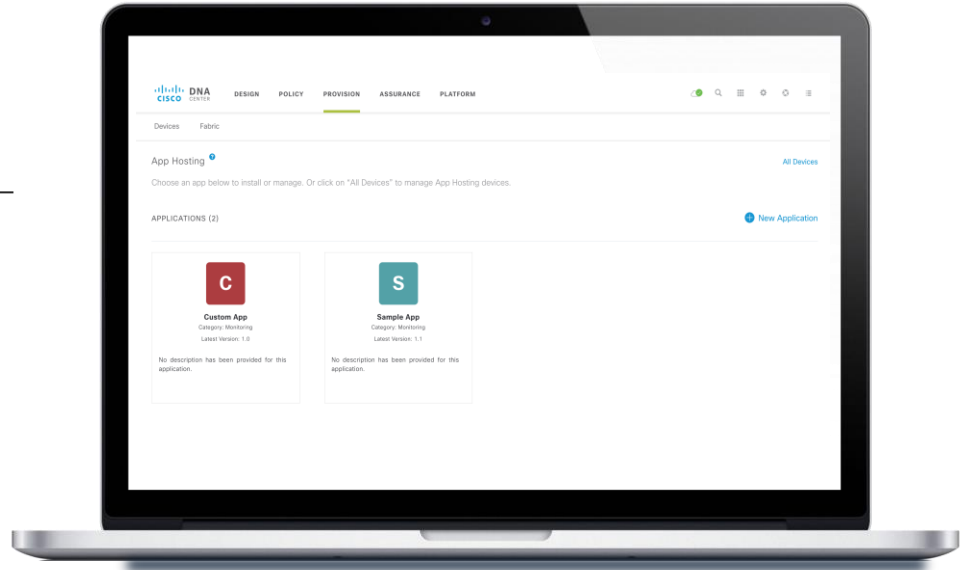 CISCO DNA CENTER
DESIGN POLICY PROVISION ASSURANCE PLATFORM
Devices Fabric
App Hosting ?
All Devices
Choose an app below to install or manage. Or click on "All Devices" to manage App Hosting devices.
APPLICATIONS (2)
+ New Application
C
Custom App
Category: Monitoring
Latest Version: 1.0
No description has been provided for this
application.
S
Sample App
Category: Monitoring
Latest Version: 1.1
No description has been provided for this
application.